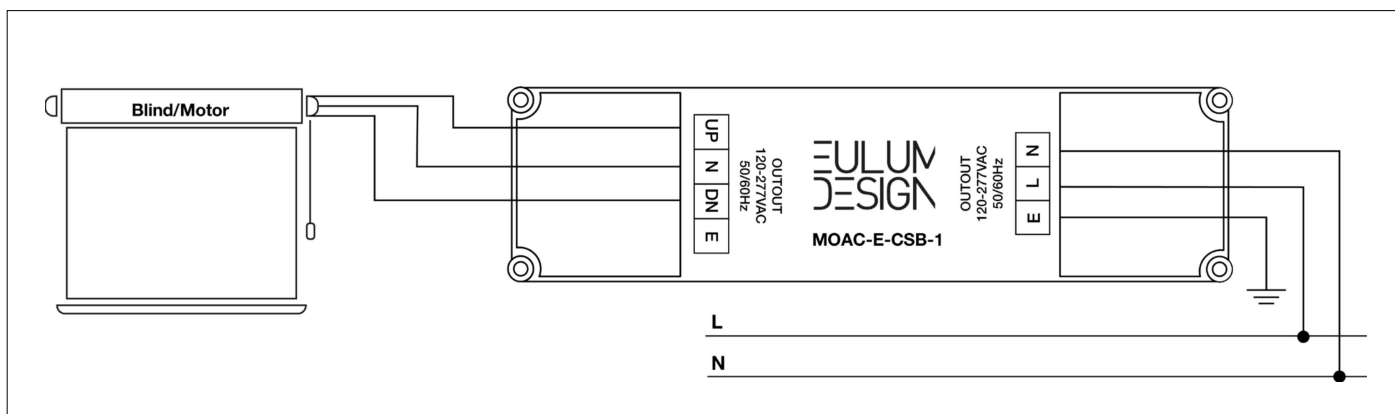 Blind/Motor
UP
N
DN
E
OUTOUT
120-277VAC
50/60Hz
EULUM
DESIGN
MOAC-E-CSB-1
OUTOUT
120-277VAC
50/60Hz
N
L
E
L
N